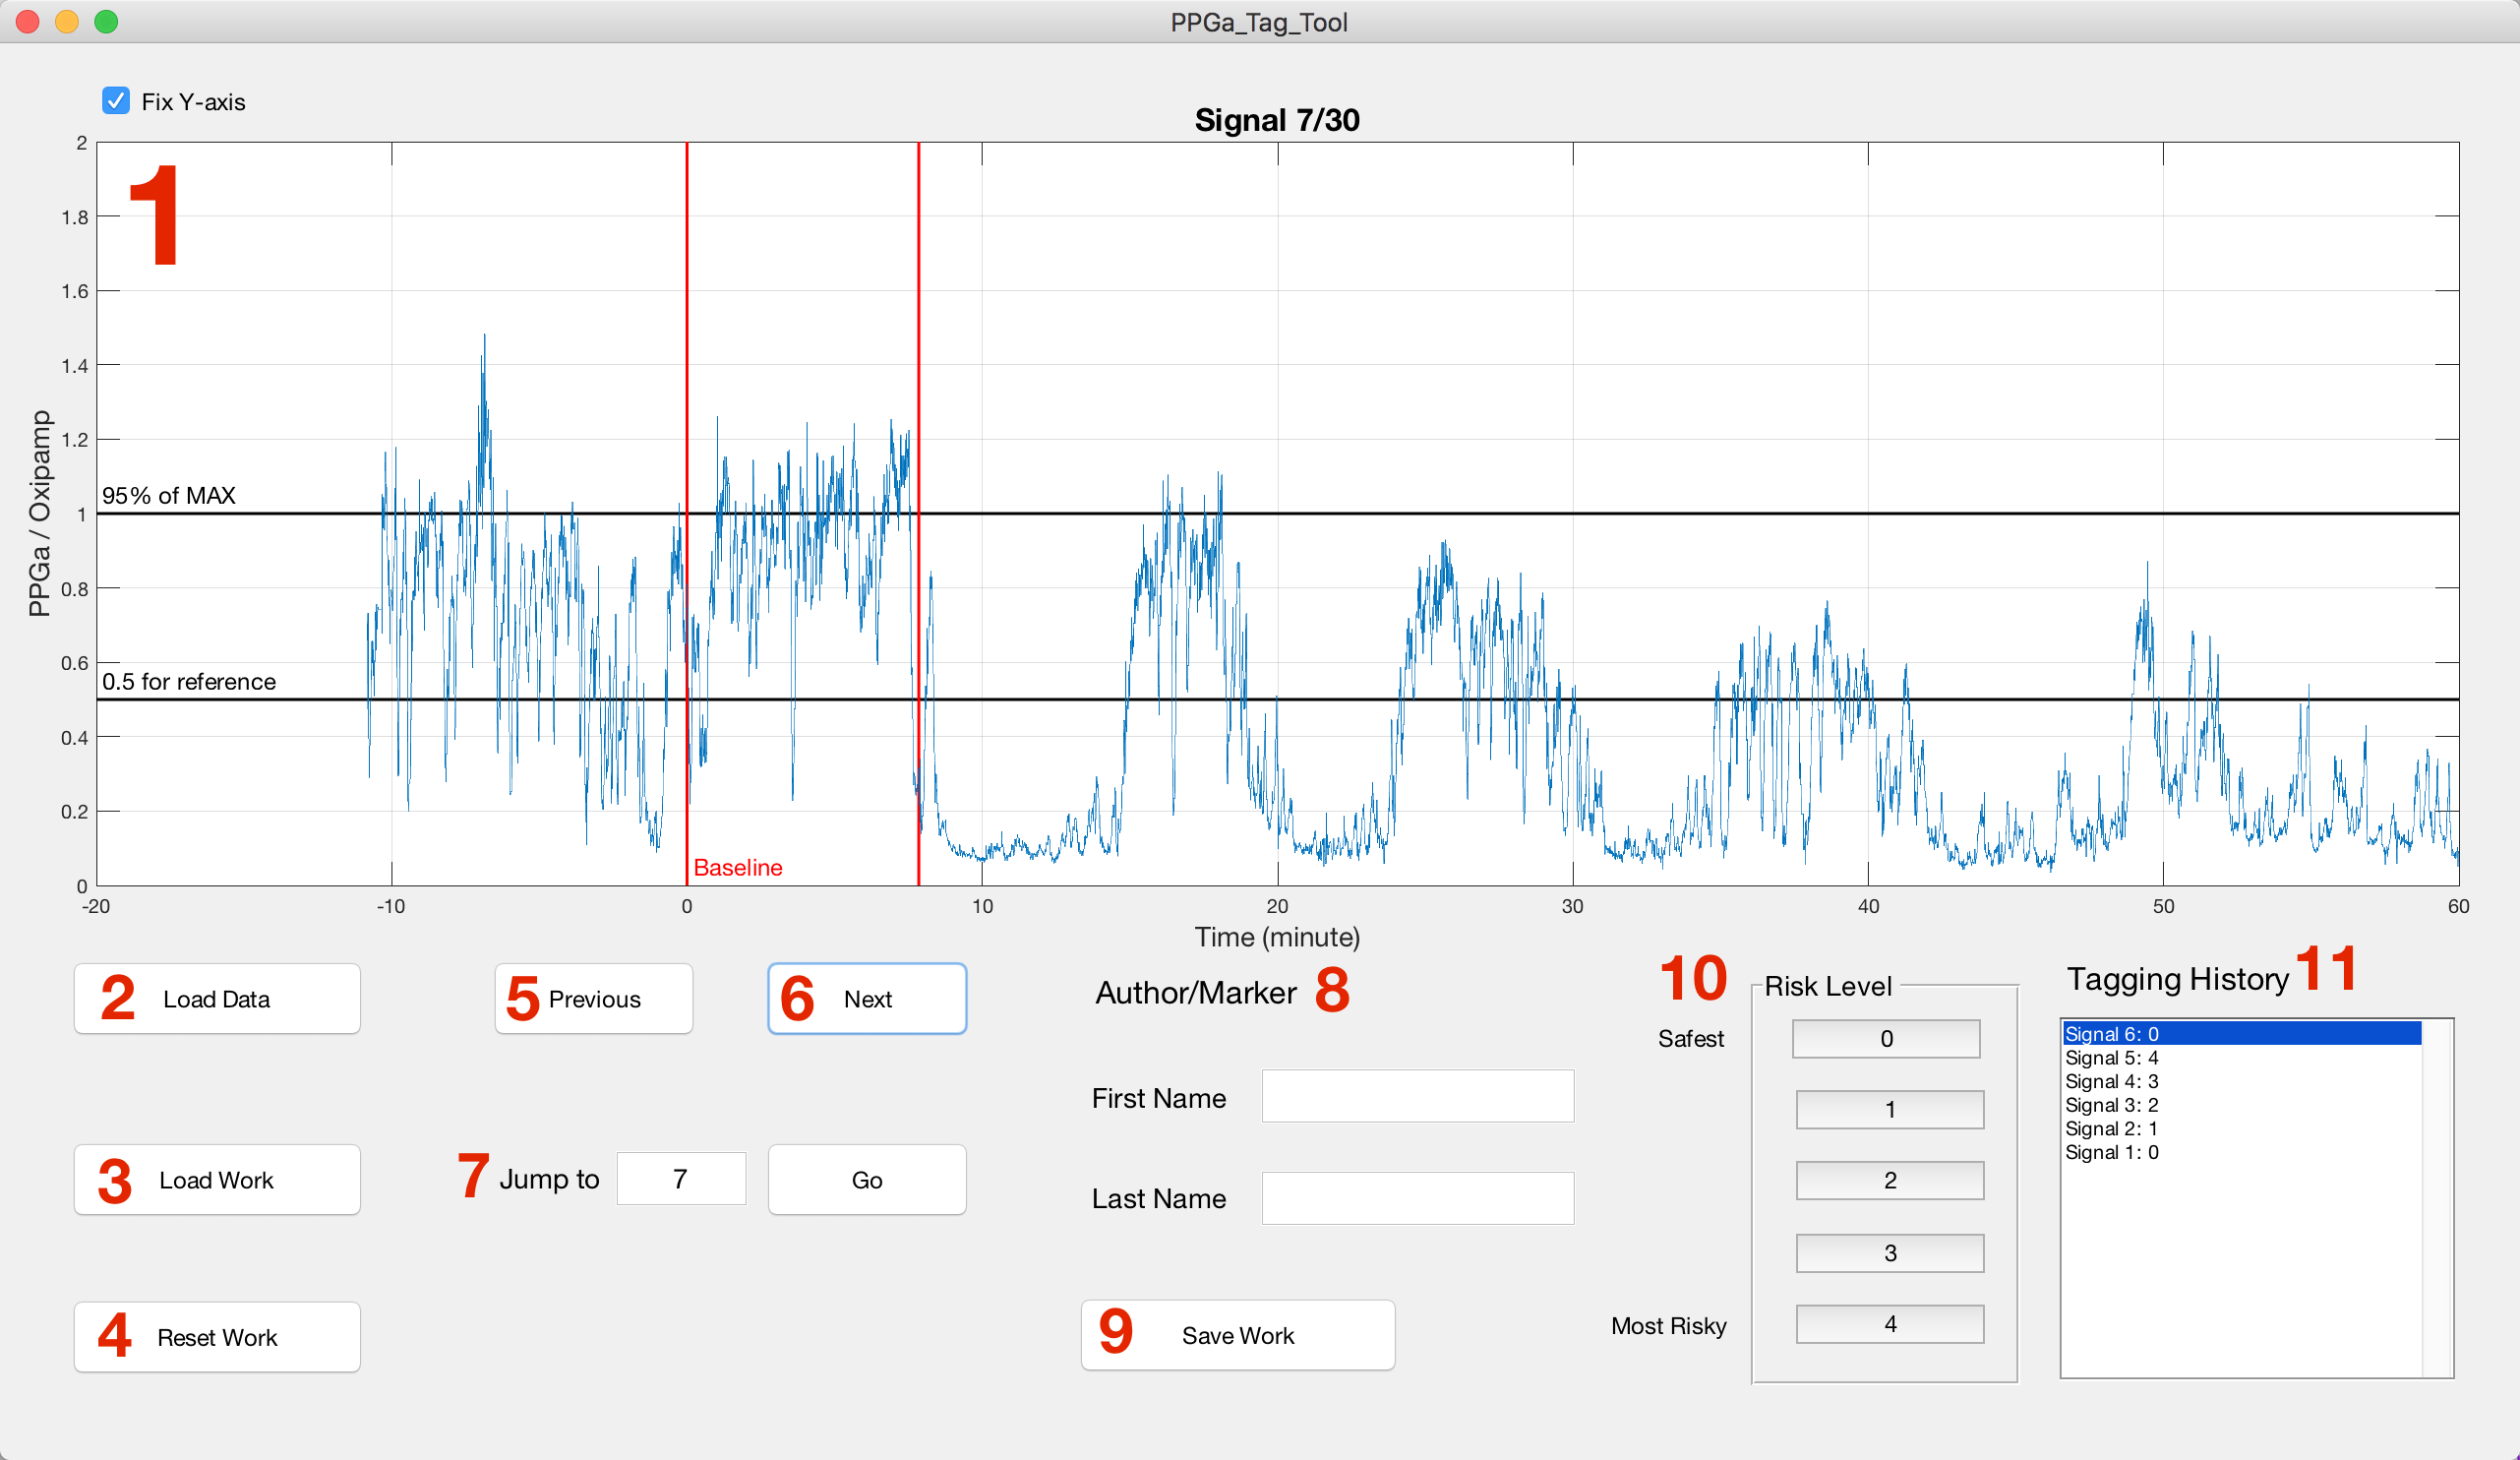 PPGa_Tag_Tool
Fix Y-axis
Signal 7/30
1
2
1.8
1.6
1.4
1.2
1
0.8
0.6
0.4
0.2
0
PPGa / Oxipamp
95% of MAX
0.5 for reference
Baseline
-20 -10 0 10 20 30 40 50 60
Time (minute)
2 Load Data
5 Previous
6 Next
3 Load Work
7 Jump to 7 Go
4 Reset Work
Author/Marker 8
First Name
Last Name
9 Save Work
10 Risk Level
Safest 0
1
2
3
Most Risky 4
Tagging History 11
Signal 6: 0
Signal 5: 4
Signal 4: 3
Signal 3: 2
Signal 2: 1
Signal 1: 0